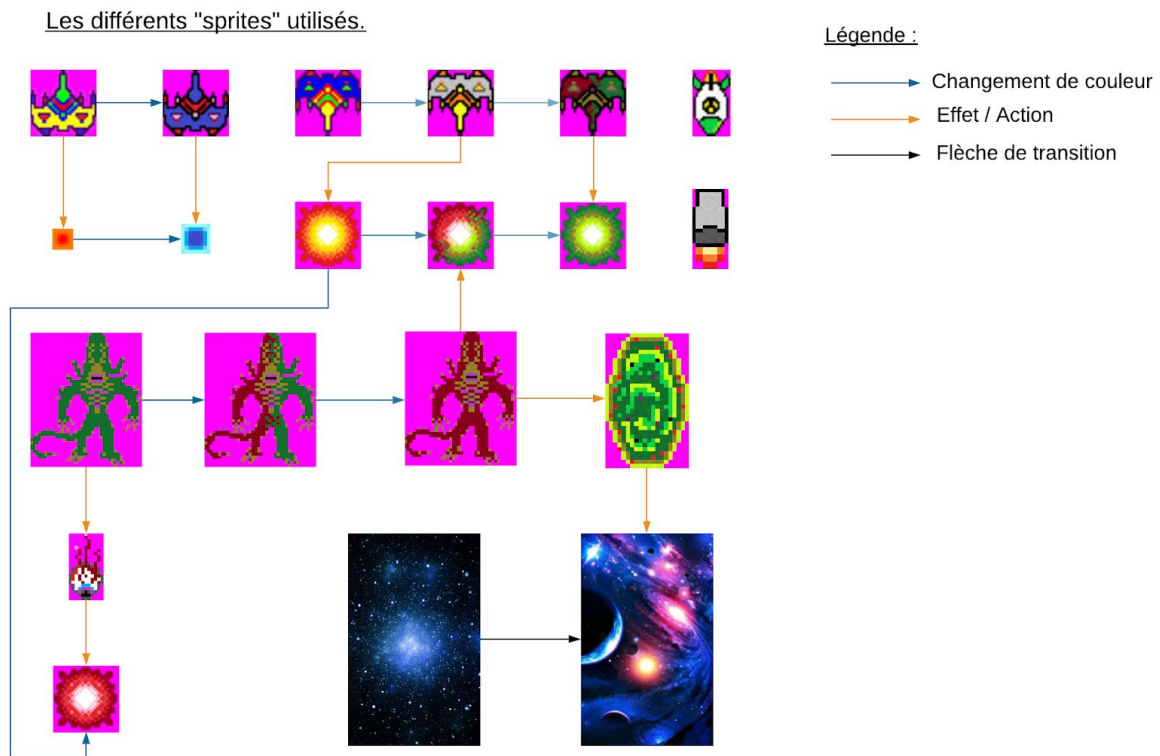 Les différents "sprites" utilisés.
Légende :
Changement de couleur
Effet / Action
Flèche de transition